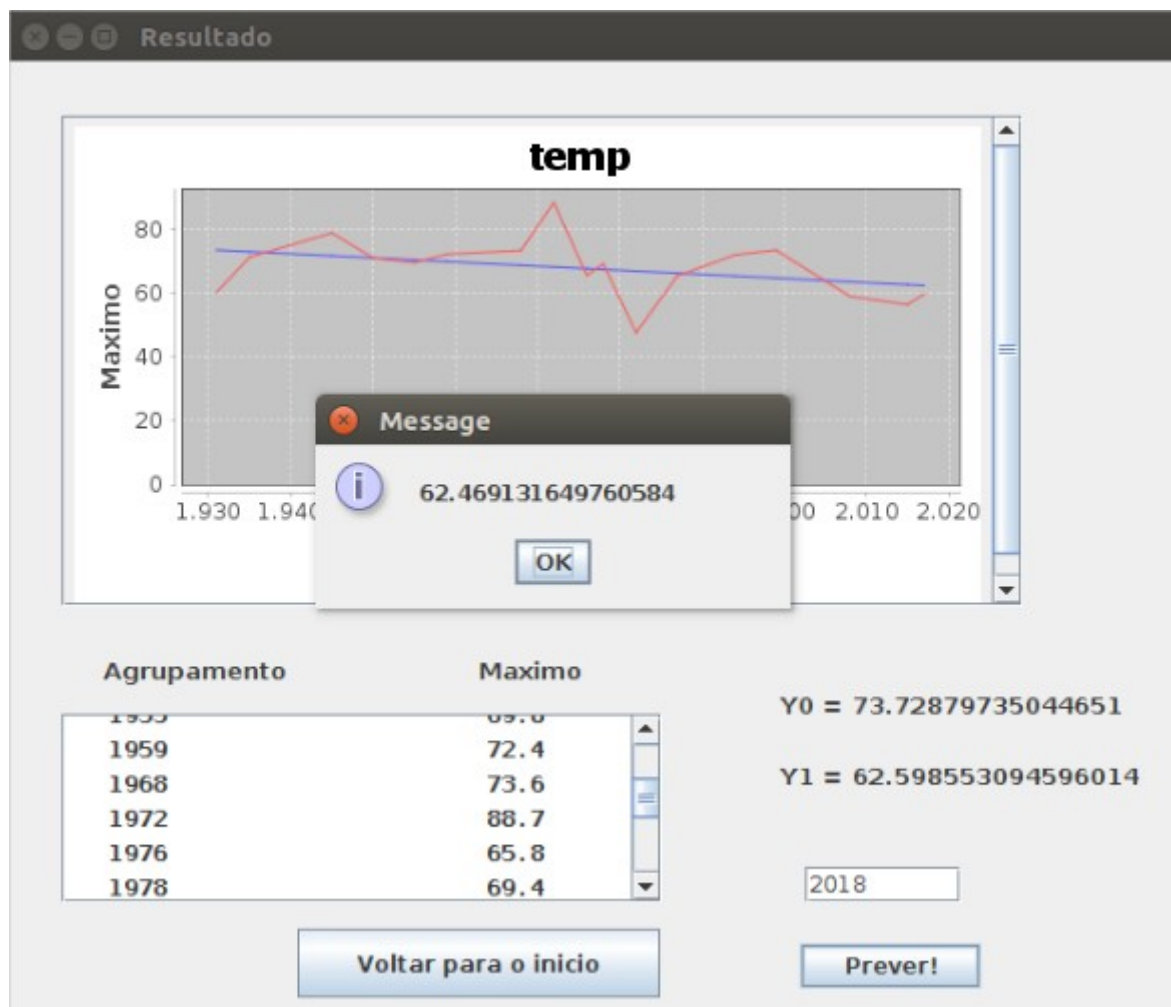 Resultado
temp
Maximo
80
60
40
20
0
1.930 1.940
2.010 2.020
Message
62.469131649760584
OK
Agrupamento Maximo
1959 72.4
1968 73.6
1972 88.7
1976 65.8
1978 69.4
Y0 = 73.72879735044651
Y1 = 62.598553094596014
2018
Voltar para o inicio
Prever!